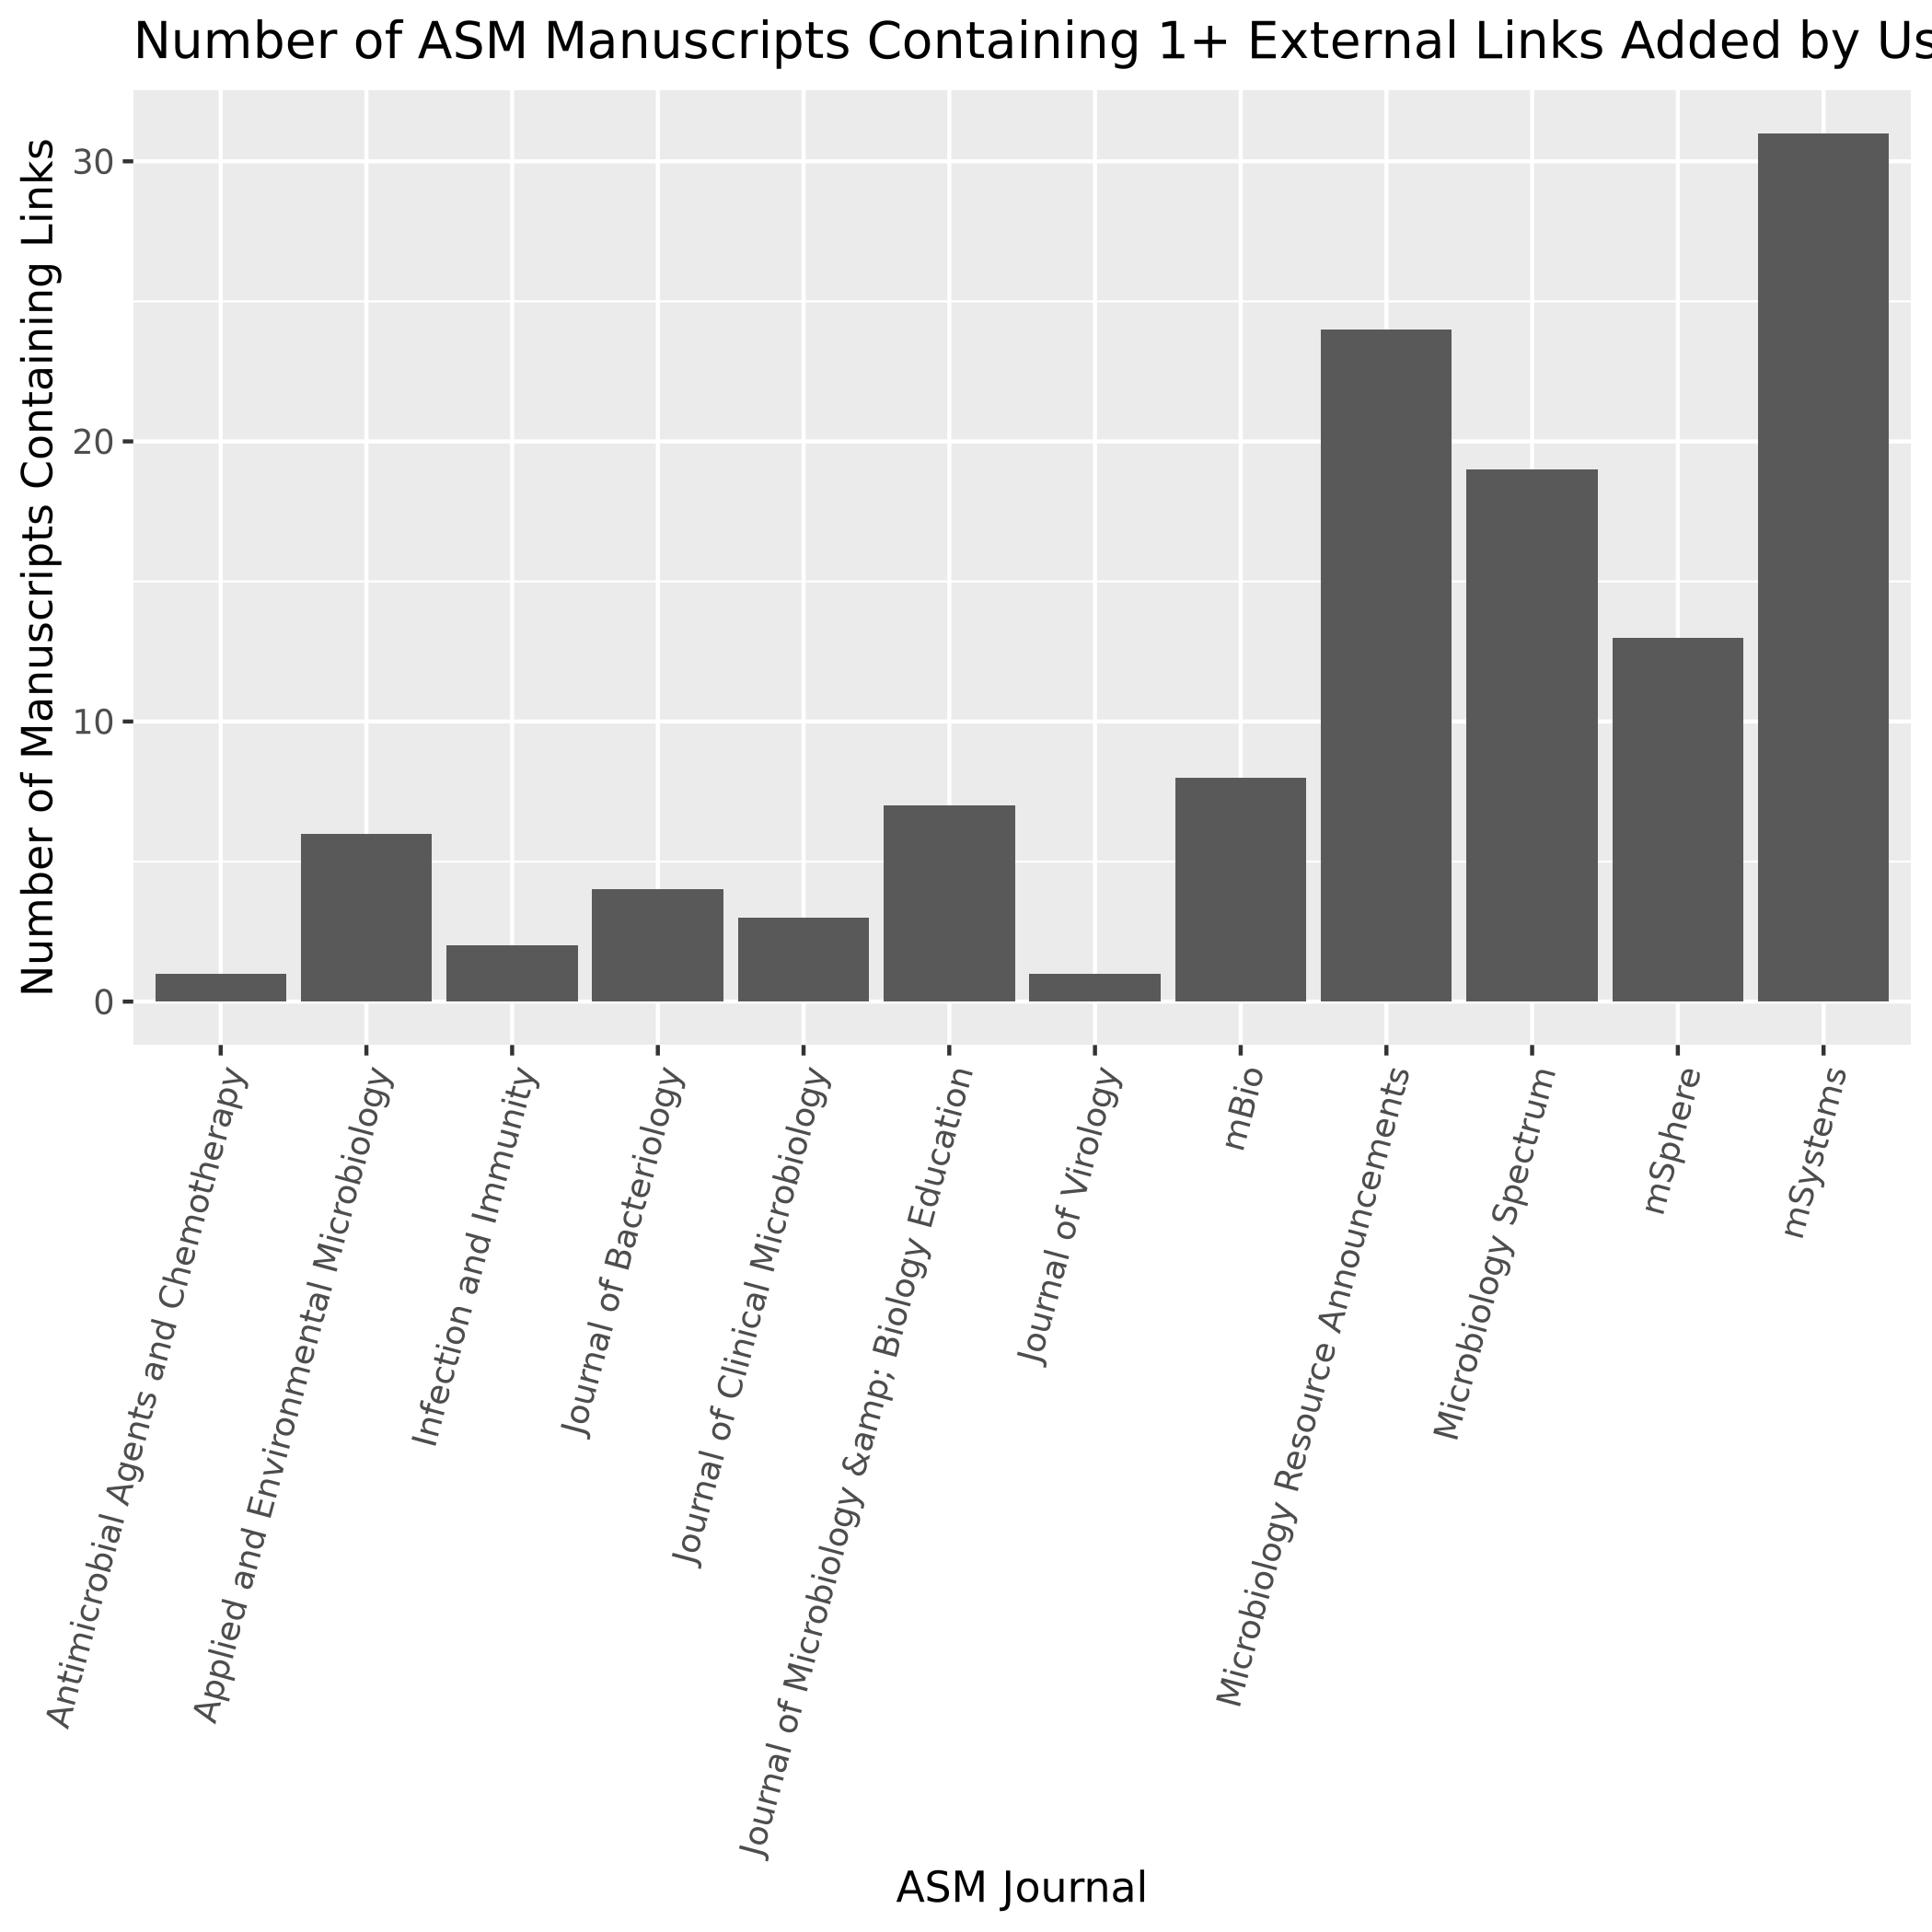 Number of ASM Manuscripts Containing 1+ External Links Added by Us
Number of Manuscripts Containing Links
30
20
10
0
Antimicrobial Agents and Chemotherapy
Applied and Environmental Microbiology
Infection and Immunity
Journal of Bacteriology
Journal of Clinical Microbiology
Journal of Microbiology &amp; Biology Education
Journal of Virology
mBio
Microbiology Resource Announcements
Microbiology Spectrum
mSphere
mSystems
ASM Journal